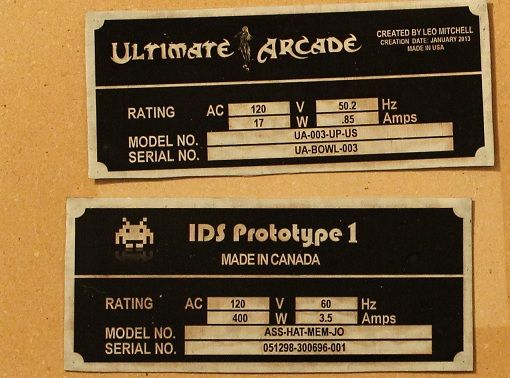 ULTIMATE ARCADE
CREATED BY LEO MITCHELL
CREATION DATE: JANUARY 2013
MADE IN USA
RATING AC 120 V 50.2 Hz
17 W .85 Amps
MODEL NO. UA-003-UP-US
SERIAL NO. UA-BOWL-003
IDS Prototype 1
MADE IN CANADA
RATING AC 120 V 60 Hz
400 W 3.5 Amps
MODEL NO. ASS-HAT-MEM-JO
SERIAL NO. 051298-300696-001